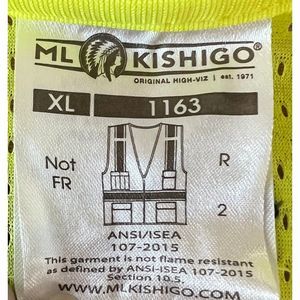 ML KISHIGO®
ORIGINAL HIGH-VIZ | est. 1971
XL 1163
Not
FR
R
2
ANSI/ISEA
107-2015
This garment is not flame resistant
as defined by ANSI-ISEA 107-2015
Section 10.5.
WWW.MLKISHIGO.COM